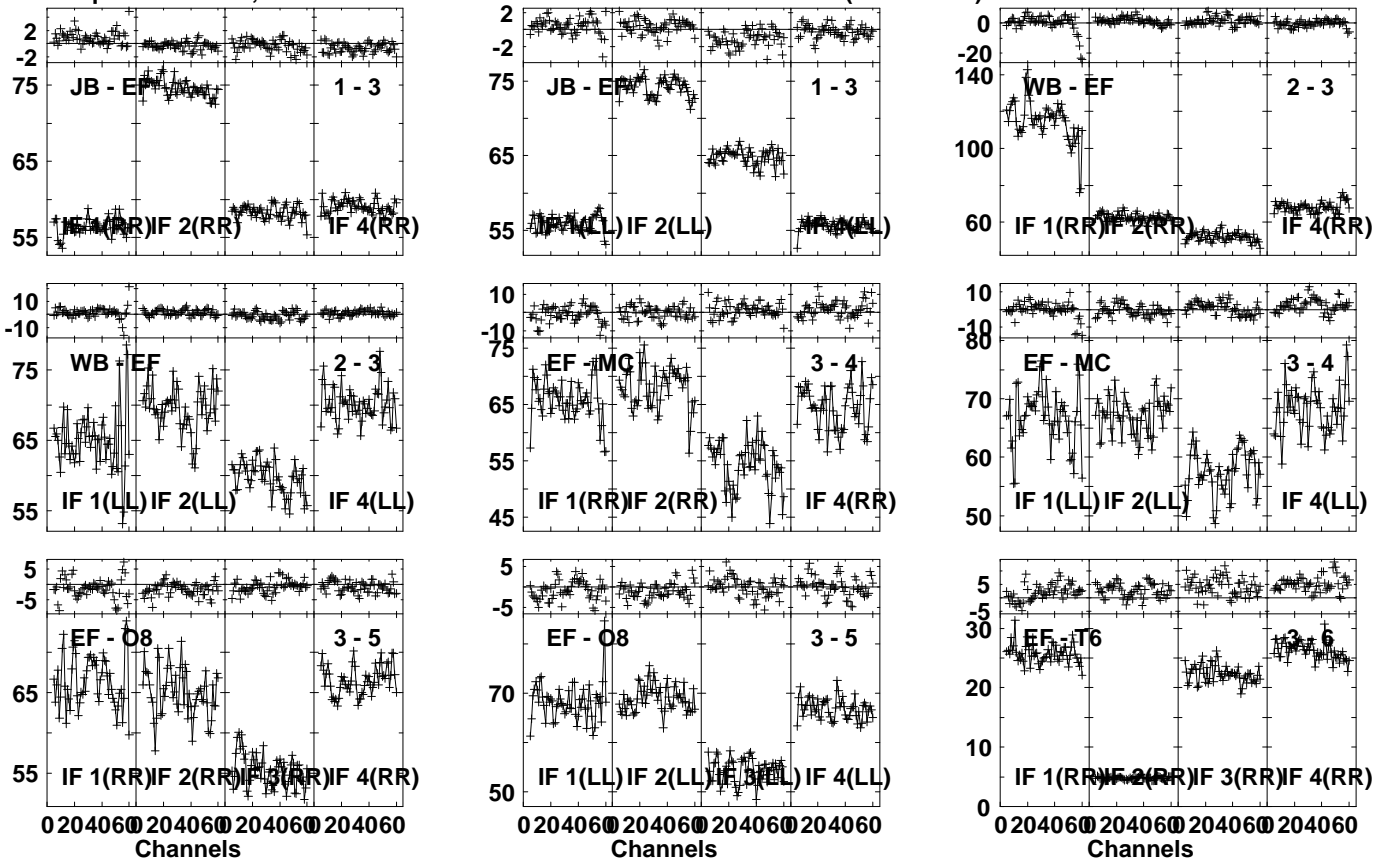 2
-2
JB - EF 1 - 3
75
65
55
IF 1(RR) IF 2(RR) IF 4(RR)
2
-2
JB - EF 1 - 3
75
65
55
IF 1(LL) IF 2(LL) IF 4(LL)
0
-20
WB - EF 2 - 3
140
100
60
IF 1(RR) IF 2(RR) IF 4(RR)
10
-10
WB - EF 2 - 3
75
65
55
IF 1(LL) IF 2(LL) IF 4(LL)
10
-10
EF - MC 3 - 4
75
65
55
45
IF 1(RR) IF 2(RR) IF 4(RR)
10
-10
EF - MC 3 - 4
80
70
60
50
IF 1(LL) IF 2(LL) IF 4(LL)
5
-5
EF - O8 3 - 5
65
55
IF 1(RR) IF 2(RR) IF 3(RR) IF 4(RR)
0 20 40 60 0 20 40 60 0 20 40 60 0 20 40 60
Channels
5
-5
EF - O8 3 - 5
70
50
IF 1(LL) IF 2(LL) IF 3(LL) IF 4(LL)
0 20 40 60 0 20 40 60 0 20 40 60 0 20 40 60
Channels
5
-5
EF - T6 3 - 6
30
20
10
0
IF 1(RR) IF 2(RR) IF 3(RR) IF 4(RR)
0 20 40 60 0 20 40 60 0 20 40 60 0 20 40 60
Channels